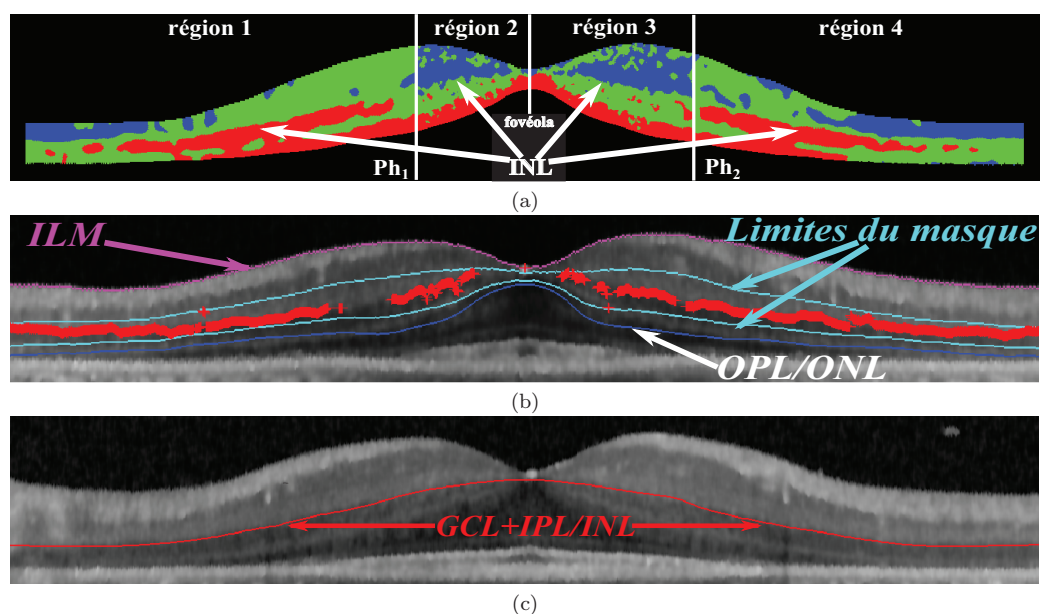 région 1 région 2 région 3 région 4
fovéola
Ph1 INL Ph2
(a)
ILM Limites du masque
OPL/ONL
(b)
GCL+IPL/INL
(c)